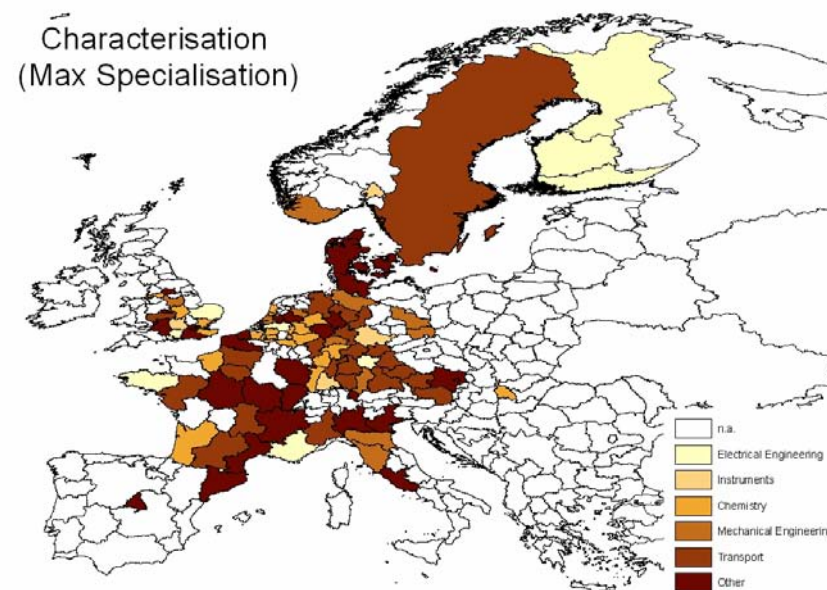 Characterisation
(Max Specialisation)
n.a.
Electrical Engineering
Instruments
Chemistry
Mechanical Engineerin
Transport
Other